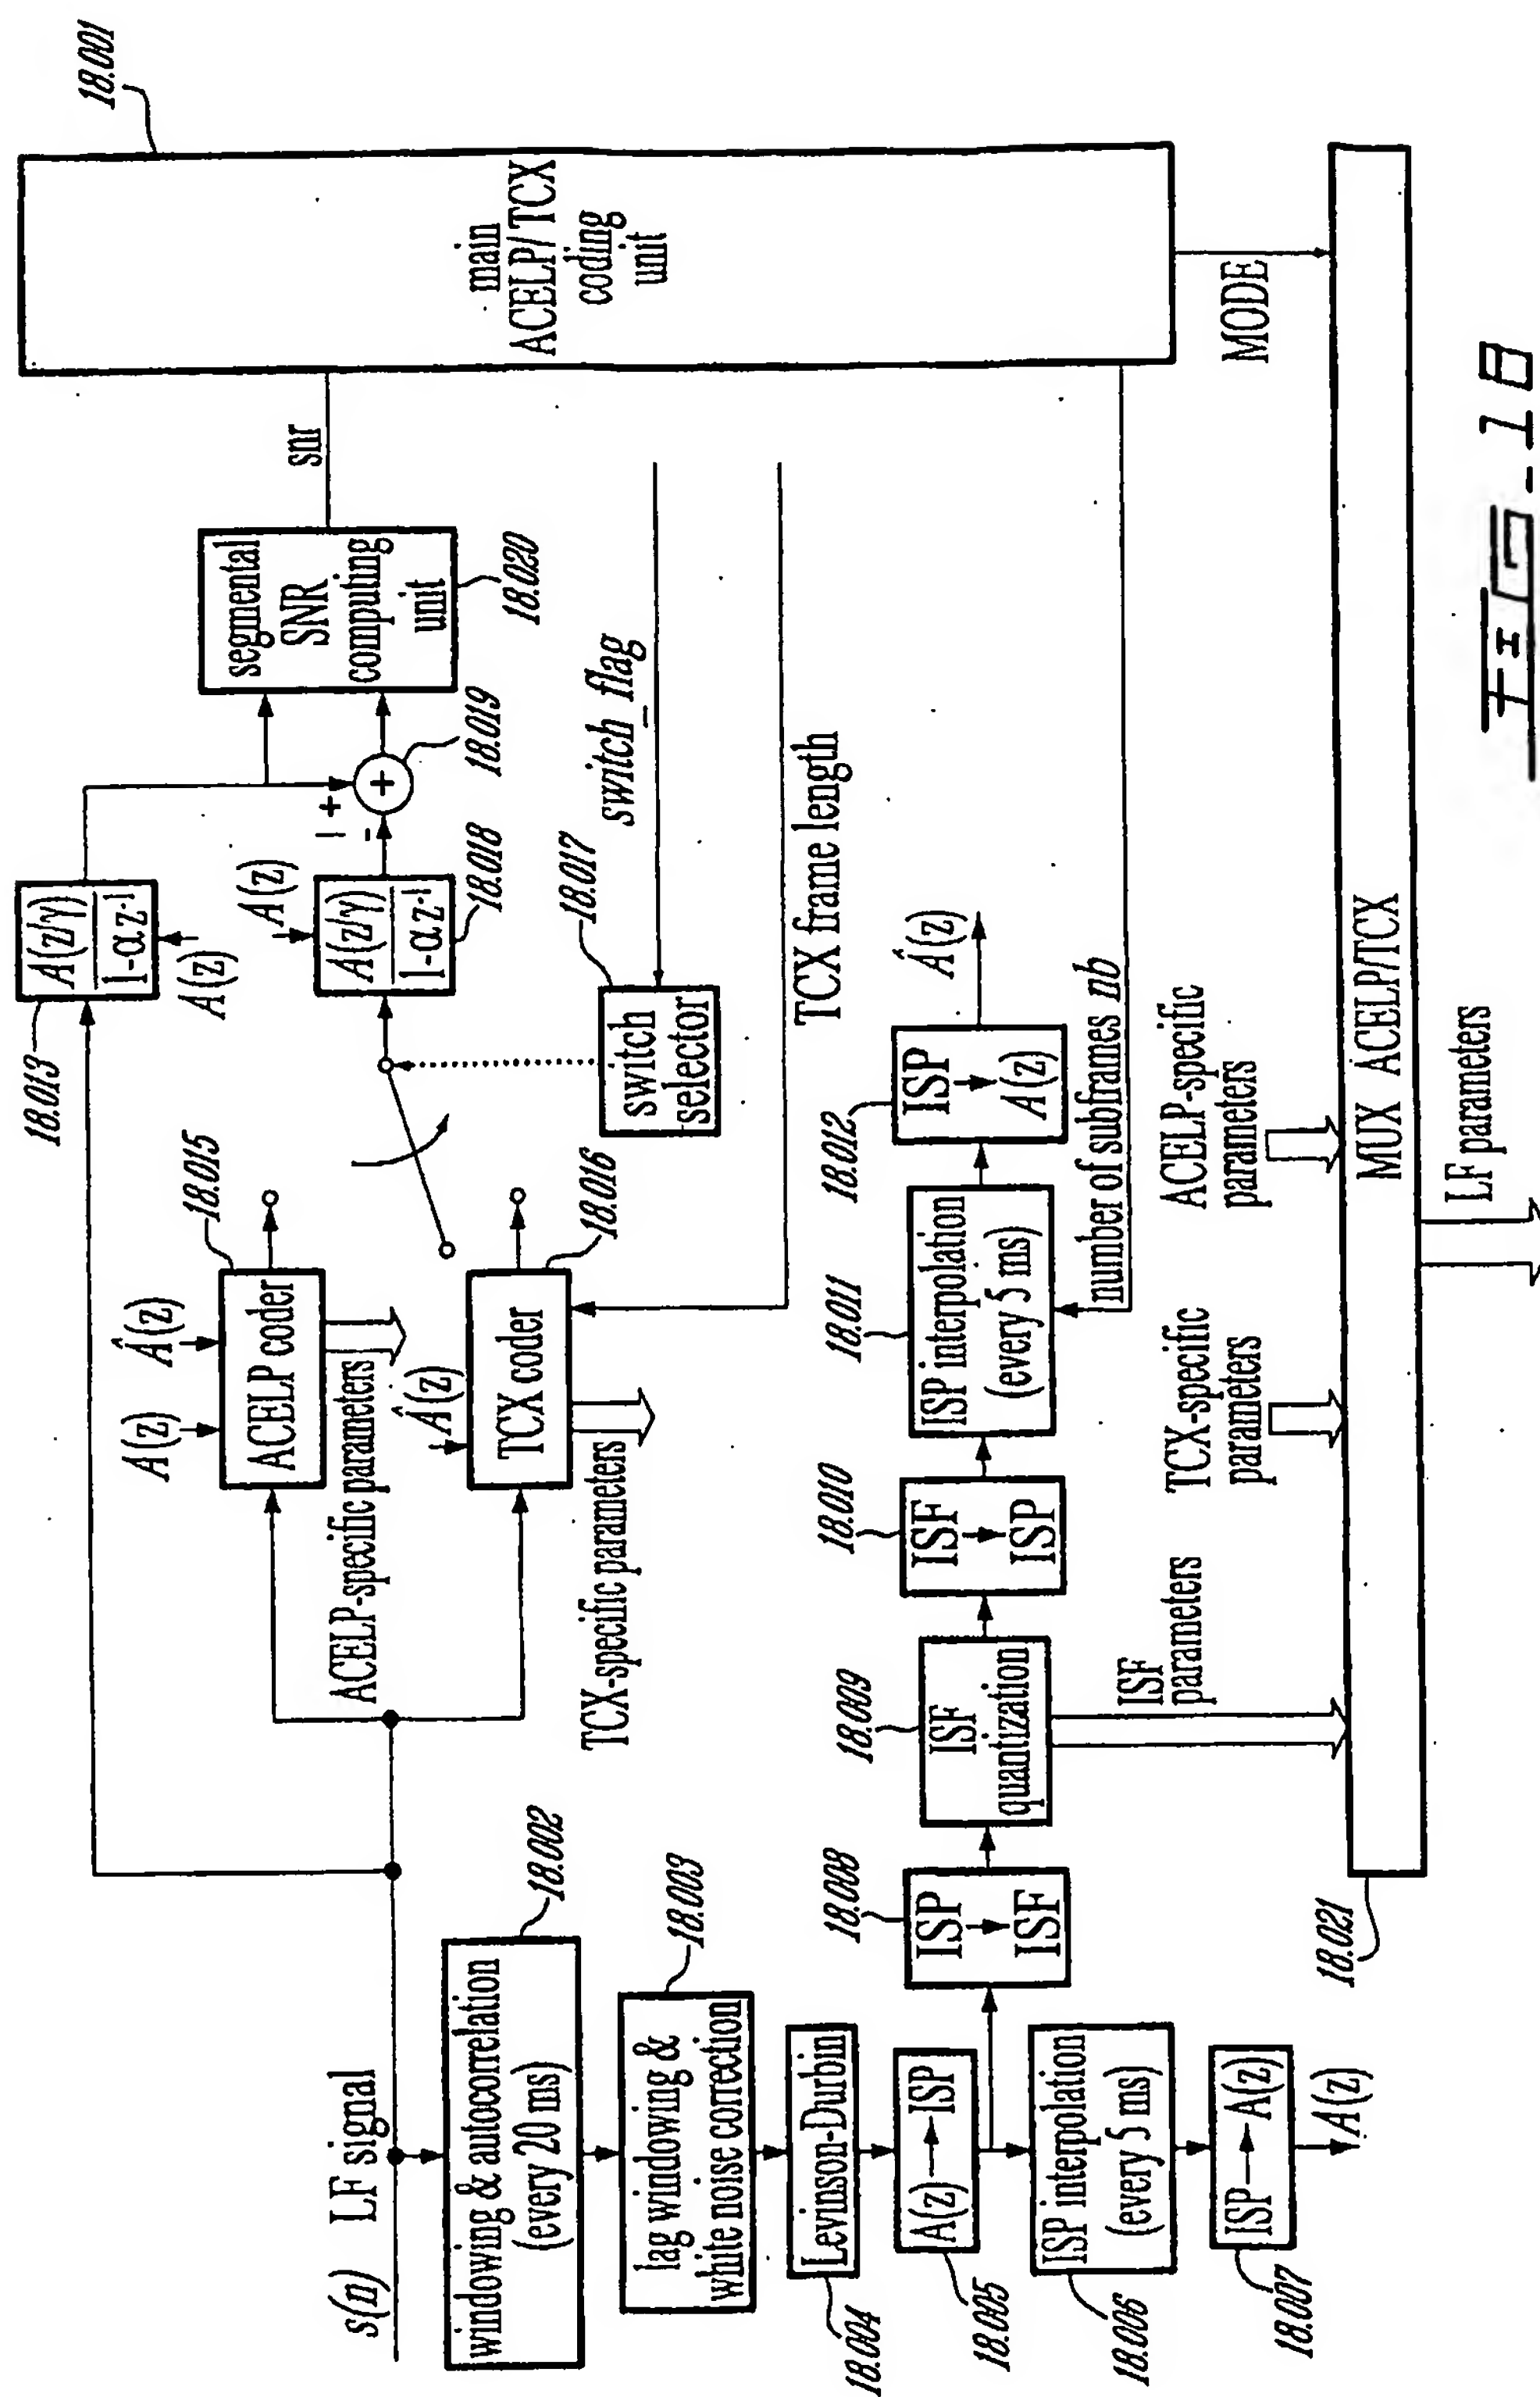 18.001
main
ACELP/TCX
coding
unit
18.013
A(z/γ)
1-αz⁻¹
A(z)
snr
segmental
SNR
computing
unit
18.020
A(z)
Â(z)
18.015
ACELP coder
ACELP-specific parameters
A(z)
A(z/γ)
1-αz⁻¹
18.018
+
-
+
18.019
Â(z)
TCX coder
18.016
TCX-specific parameters
18.017
switch
selector
switch_flag
TCX frame length
s(n)
LF signal
windowing & autocorrelation
(every 20 ms)
18.002
lag windowing &
white noise correction
18.003
Levinson-Durbin
18.004
A(z) ISP
18.005
ISP interpolation
(every 5 ms)
18.006
ISP A(z)
18.007
A(z)
18.008
ISP
ISF
18.009
ISF
quantization
18.010
ISF
ISP
18.011
ISP interpolation
(every 5 ms)
18.012
ISP
A(z)
Â(z)
number of subframes nb
MODE
ISF
parameters
TCX-specific
parameters
ACELP-specific
parameters
MUX ACELP/TCX
18.021
LF parameters
FIG-18